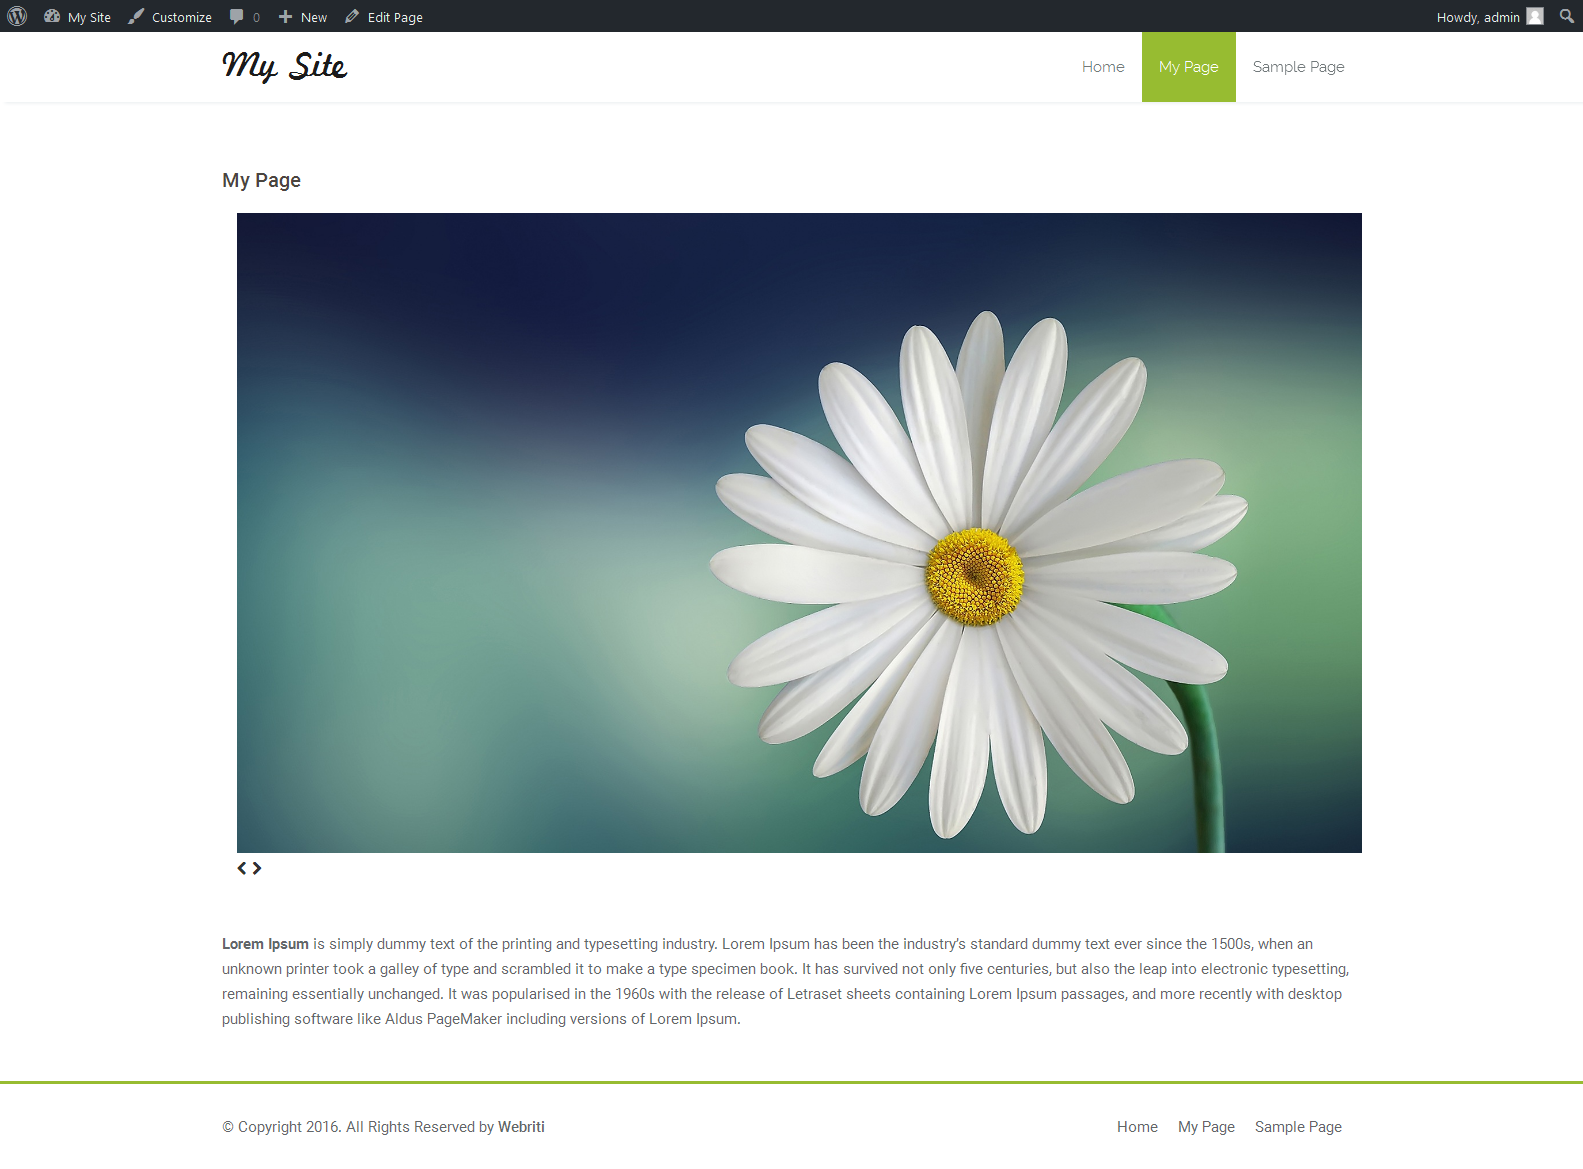 My Site Customize 0 New Edit Page Howdy, admin
My Site
Home My Page Sample Page
My Page
Lorem Ipsum is simply dummy text of the printing and typesetting industry. Lorem Ipsum has been the industry’s standard dummy text ever since the 1500s, when an
unknown printer took a galley of type and scrambled it to make a type specimen book. It has survived not only five centuries, but also the leap into electronic typesetting,
remaining essentially unchanged. It was popularised in the 1960s with the release of Letraset sheets containing Lorem Ipsum passages, and more recently with desktop
publishing software like Aldus PageMaker including versions of Lorem Ipsum.
© Copyright 2016. All Rights Reserved by Webriti
Home My Page Sample Page